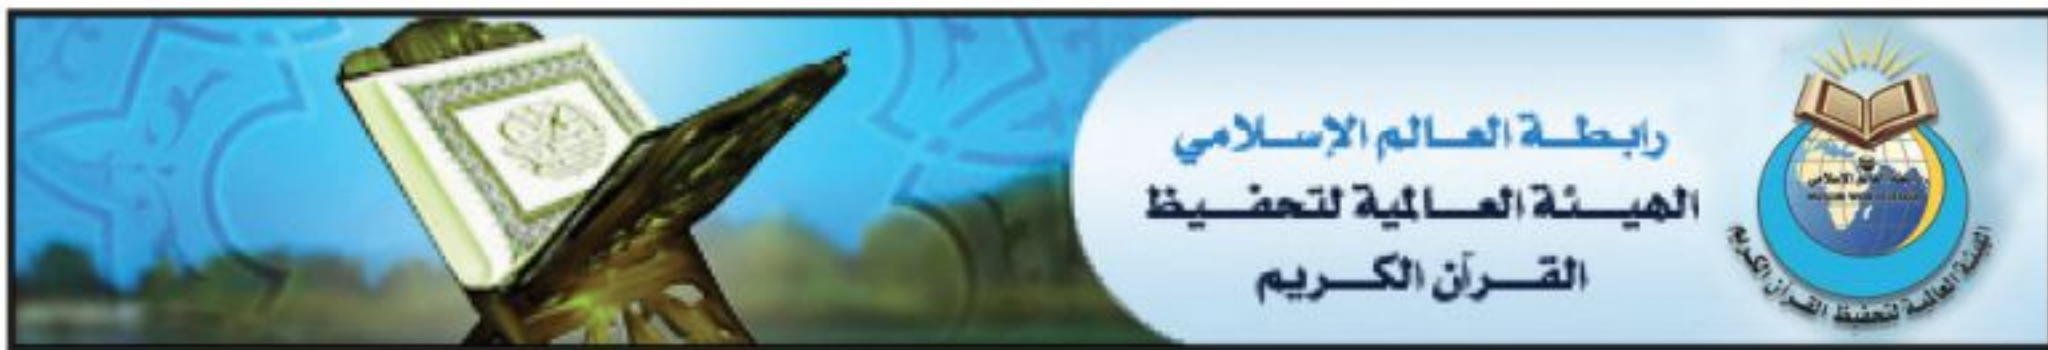 رابطة العالم الإسلامي
الهيئة العالمية لتحفيظ
القرآن الكريم
الهيئة العالمية لتحفيظ القرآن الكريم